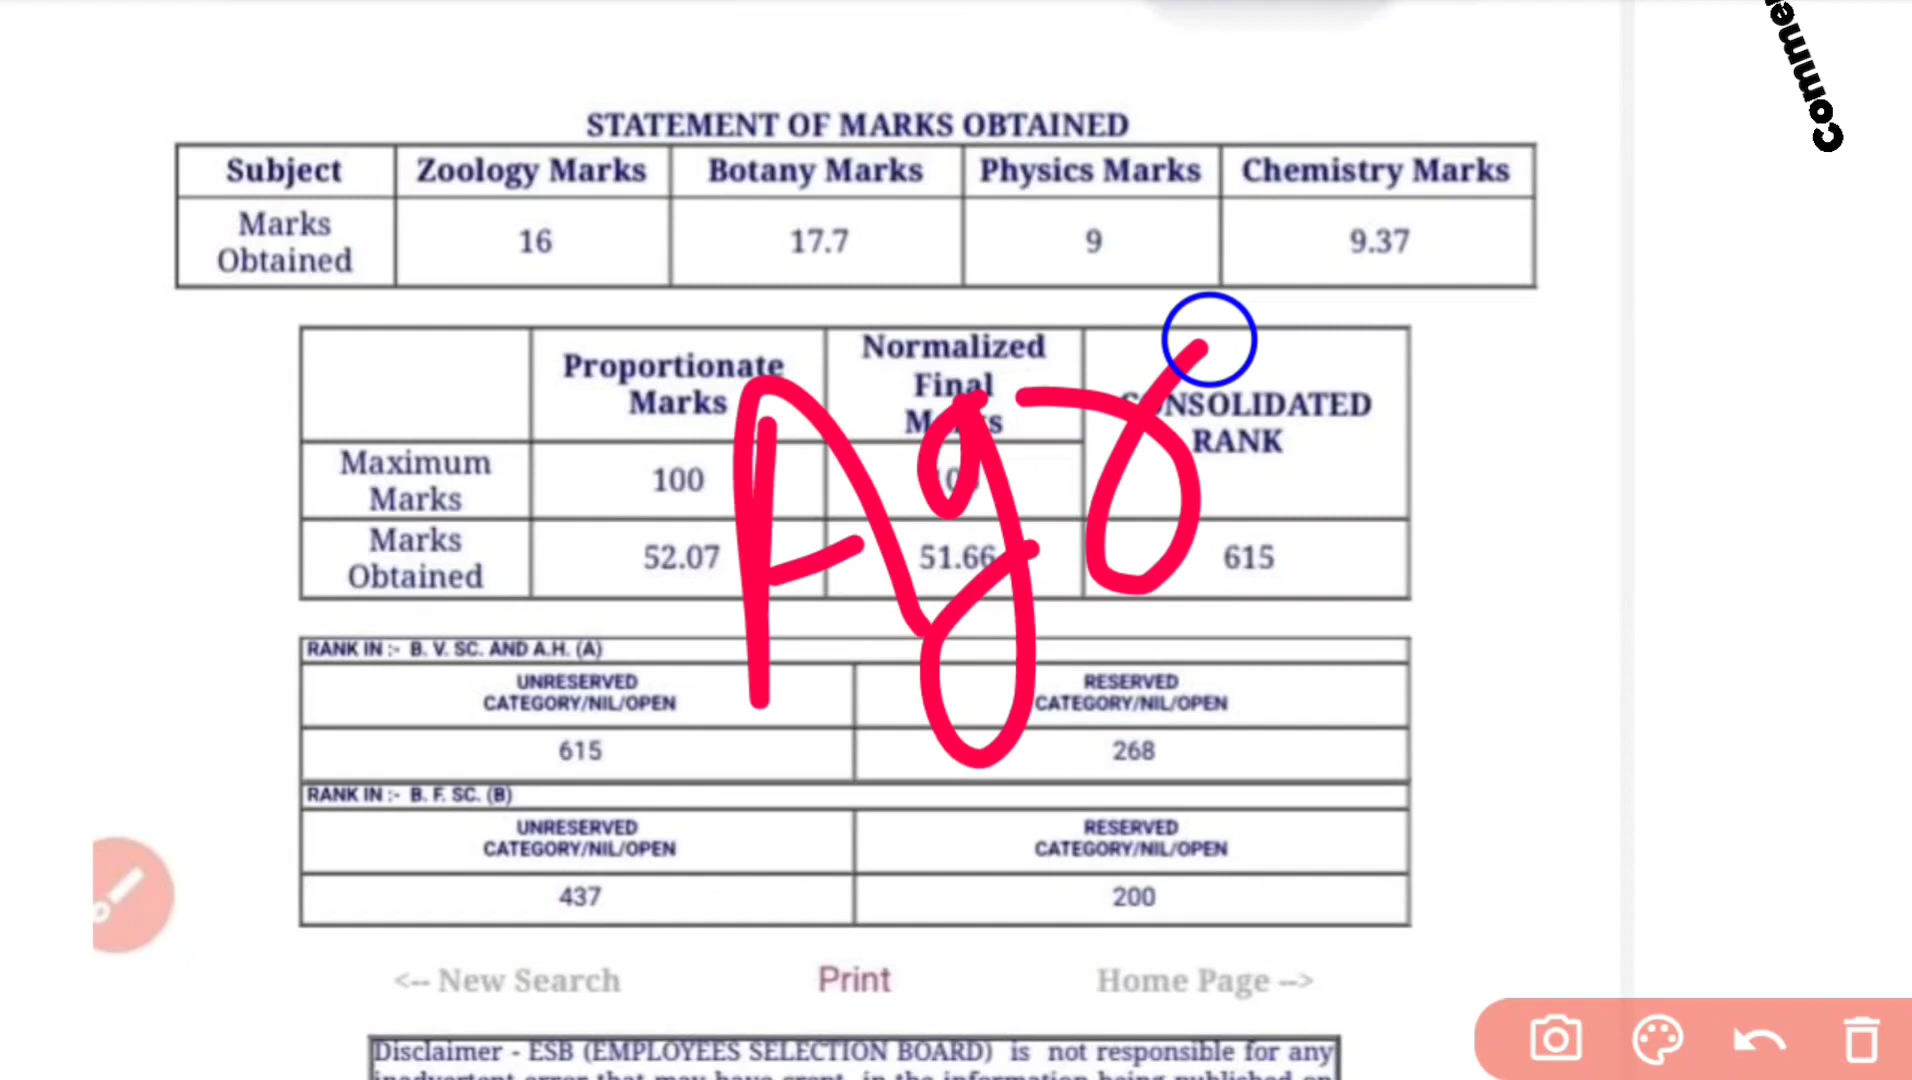 Comme
STATEMENT OF MARKS OBTAINED
Subject Zoology Marks Botany Marks Physics Marks Chemistry Marks
Marks Obtained 16 17.7 9 9.37
Proportionate Marks Normalized Final Marks CONSOLIDATED RANK
Maximum Marks 100
Marks Obtained 52.07 51.66 615
RANK IN :- B. V. SC. AND A.H. (A)
UNRESERVED CATEGORY/NIL/OPEN RESERVED CATEGORY/NIL/OPEN
615 268
RANK IN :- B. F. SC. (B)
UNRESERVED CATEGORY/NIL/OPEN RESERVED CATEGORY/NIL/OPEN
437 200
<-- New Search Print Home Page -->
Disclaimer - ESB (EMPLOYEES SELECTION BOARD) is not responsible for any